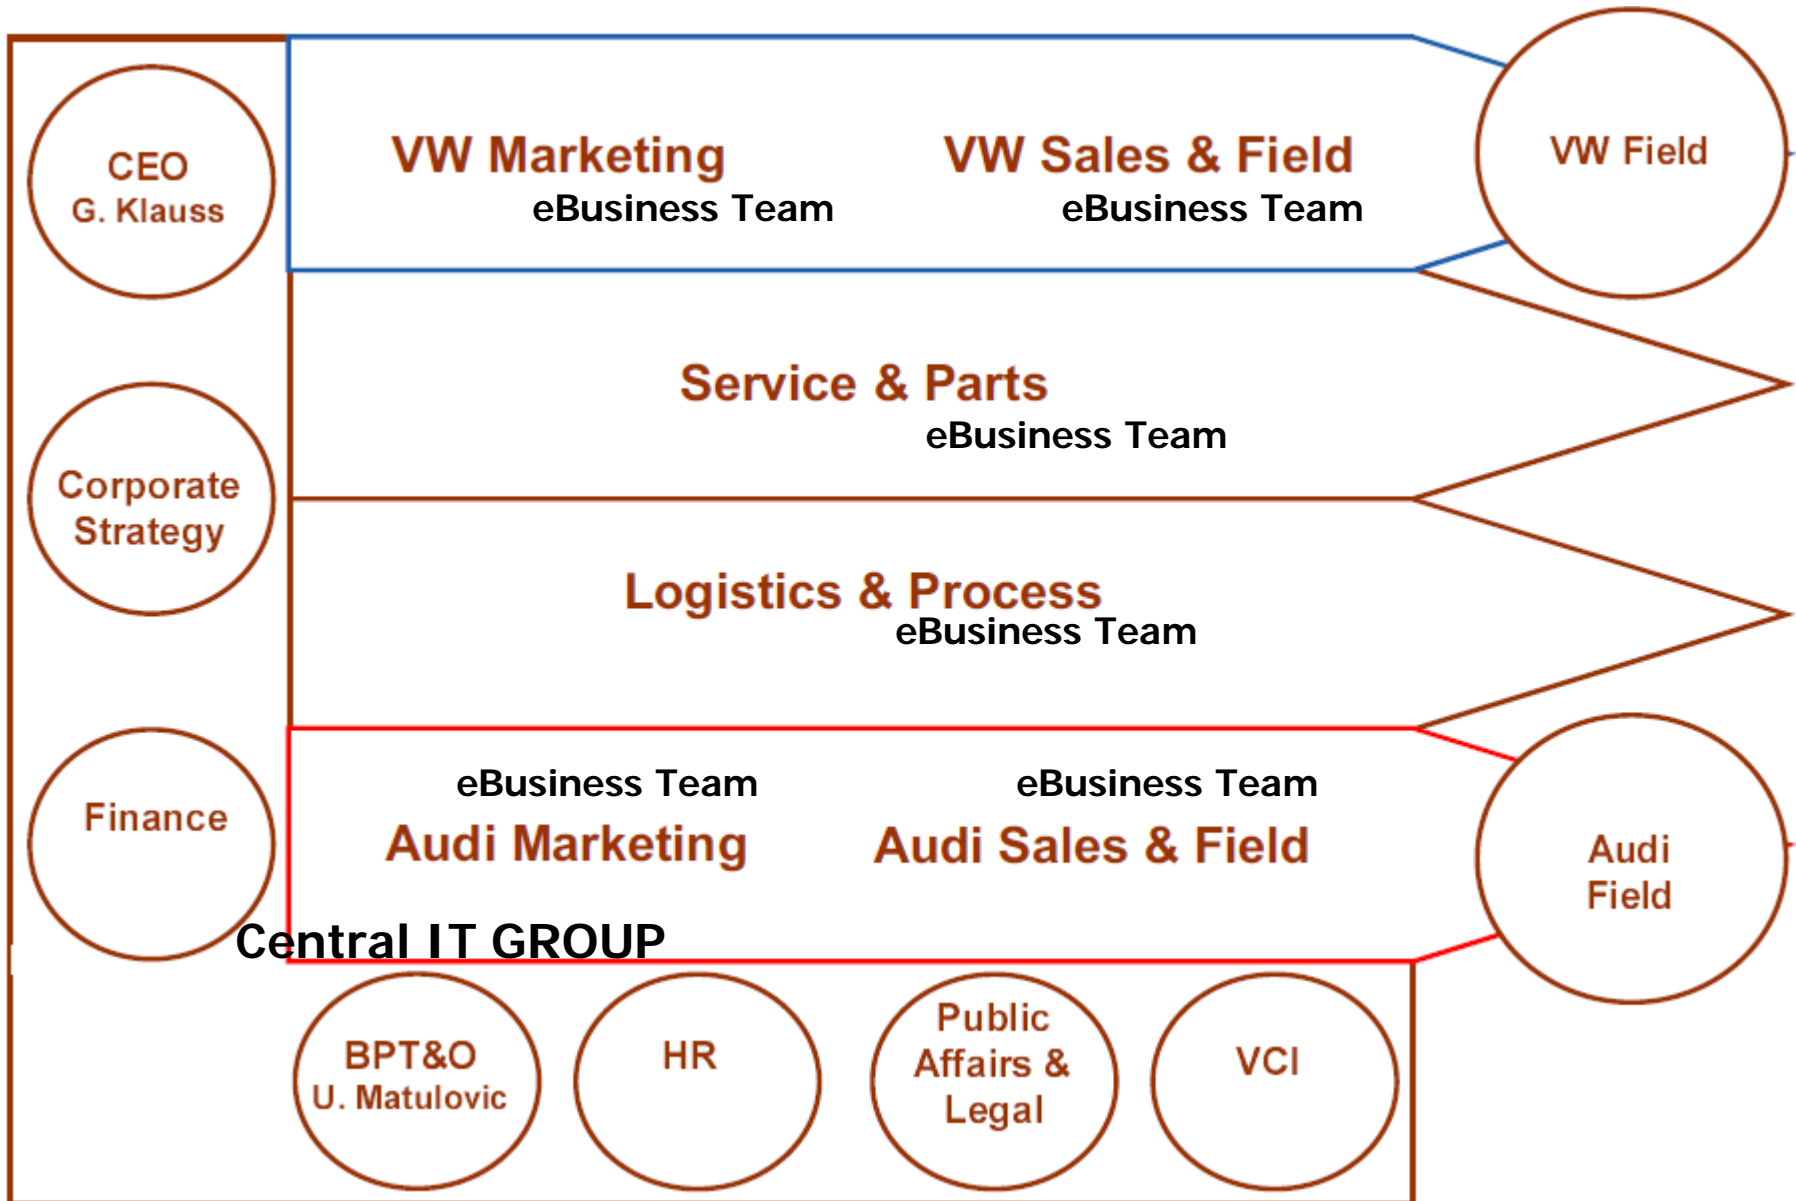 CEO
G. Klauss
VW Marketing
eBusiness Team
VW Sales & Field
eBusiness Team
VW Field
Service & Parts
eBusiness Team
Corporate
Strategy
Logistics & Process
eBusiness Team
Finance
eBusiness Team
Audi Marketing
eBusiness Team
Audi Sales & Field
Audi
Field
Central IT GROUP
BPT&O
U. Matulovic
HR
Public
Affairs &
Legal
VCI